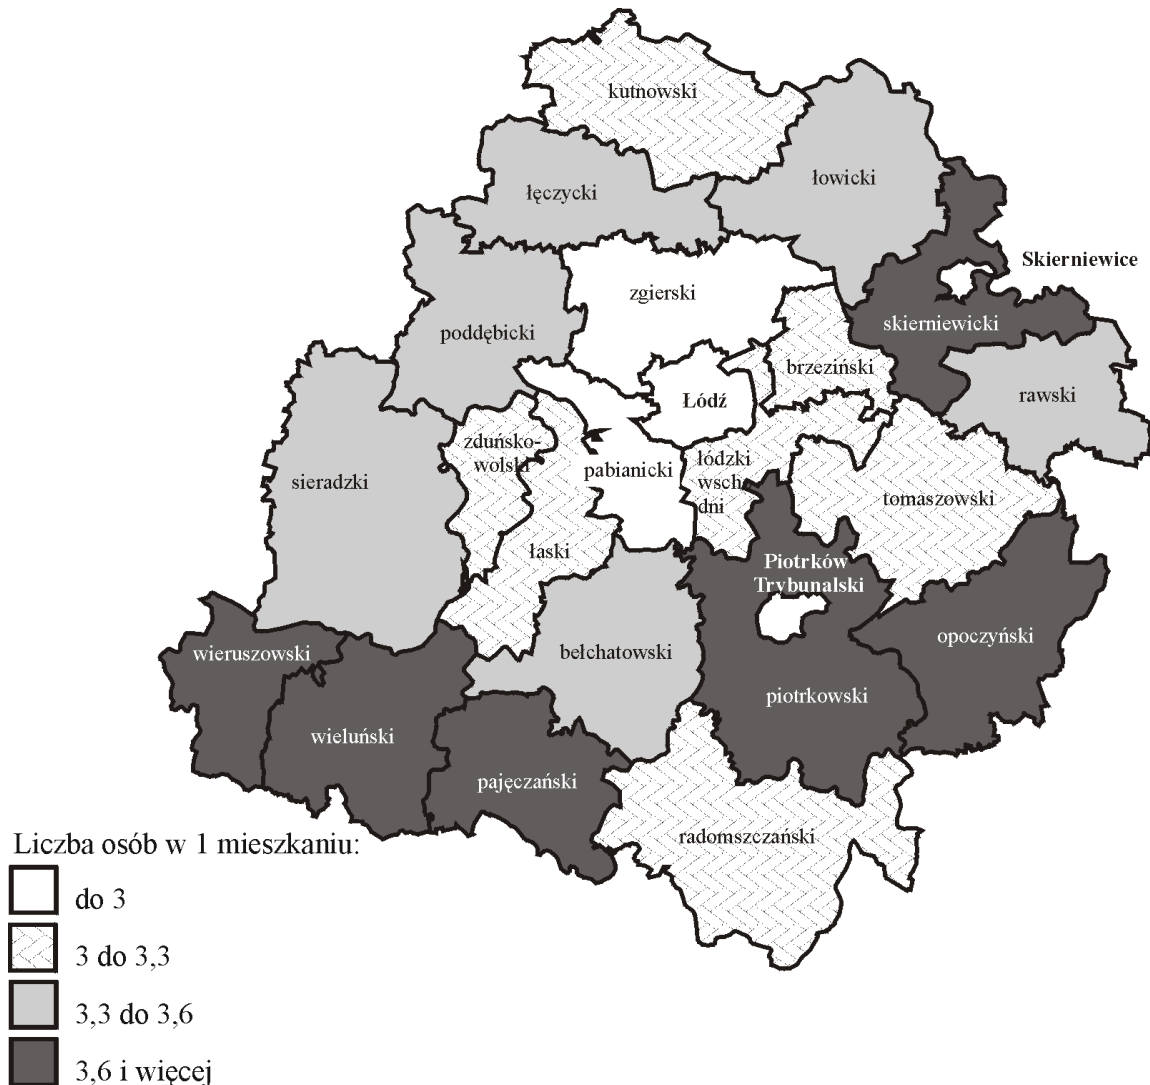 kutnowski
łęczycki
łowicki
Skierniewice
zgierski
skierniewicki
poddębicki
brzeziński
rawski
Łódź
zduńsko-
wolski
sieradzki
pabianicki
łódzki
wscho
dni
tomaszowski
łaski
Piotrków
Trybunalski
opoczyński
wieruszowski
bełchatowski
piotrkowski
wieluński
pajęczański
radomszczański
Liczba osób w 1 mieszkaniu:
do 3
3 do 3,3
3,3 do 3,6
3,6 i więcej